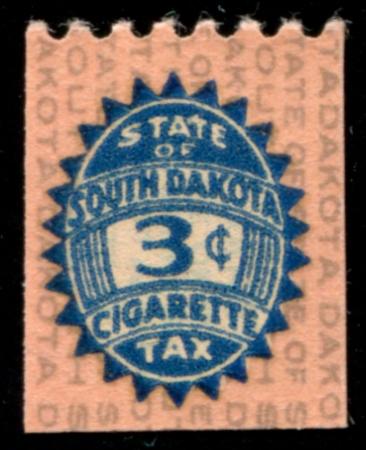 STATE
OF
SOUTH DAKOTA
3¢
CIGARETTE
TAX